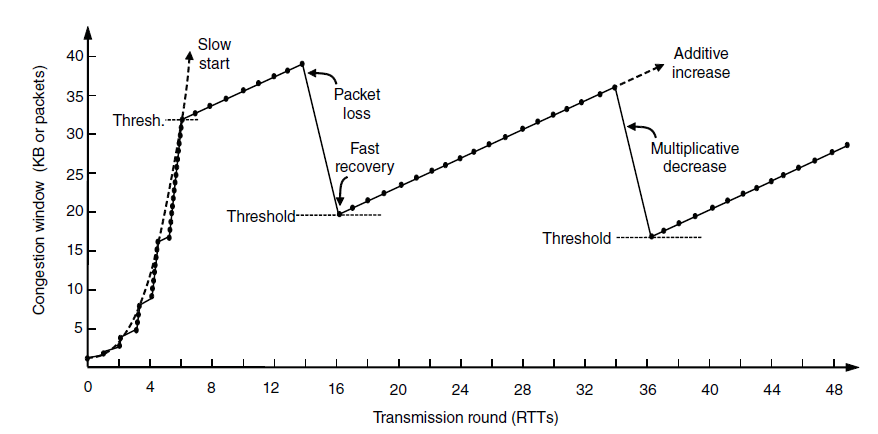 Slow
start
Additive
increase
40
35
Packet
loss
Thresh.
30
Fast
recovery
Multiplicative
decrease
25
20
Threshold
Threshold
15
10
5
Congestion window (KB or packets)
0 4 8 12 16 20 24 28 32 36 40 44 48
Transmission round (RTTs)